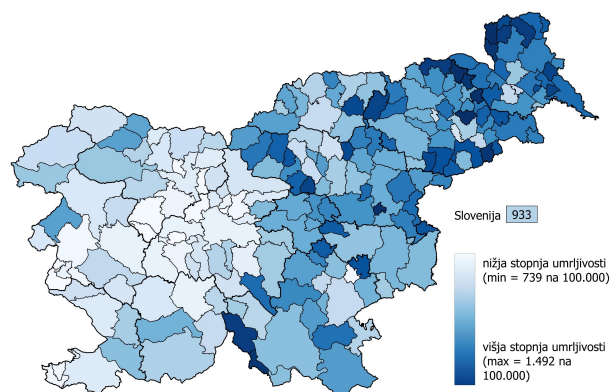 Slovenija 933
nižja stopnja umrljivosti
(min = 739 na 100.000)
višja stopnja umrljivosti
(max = 1.492 na
100.000)